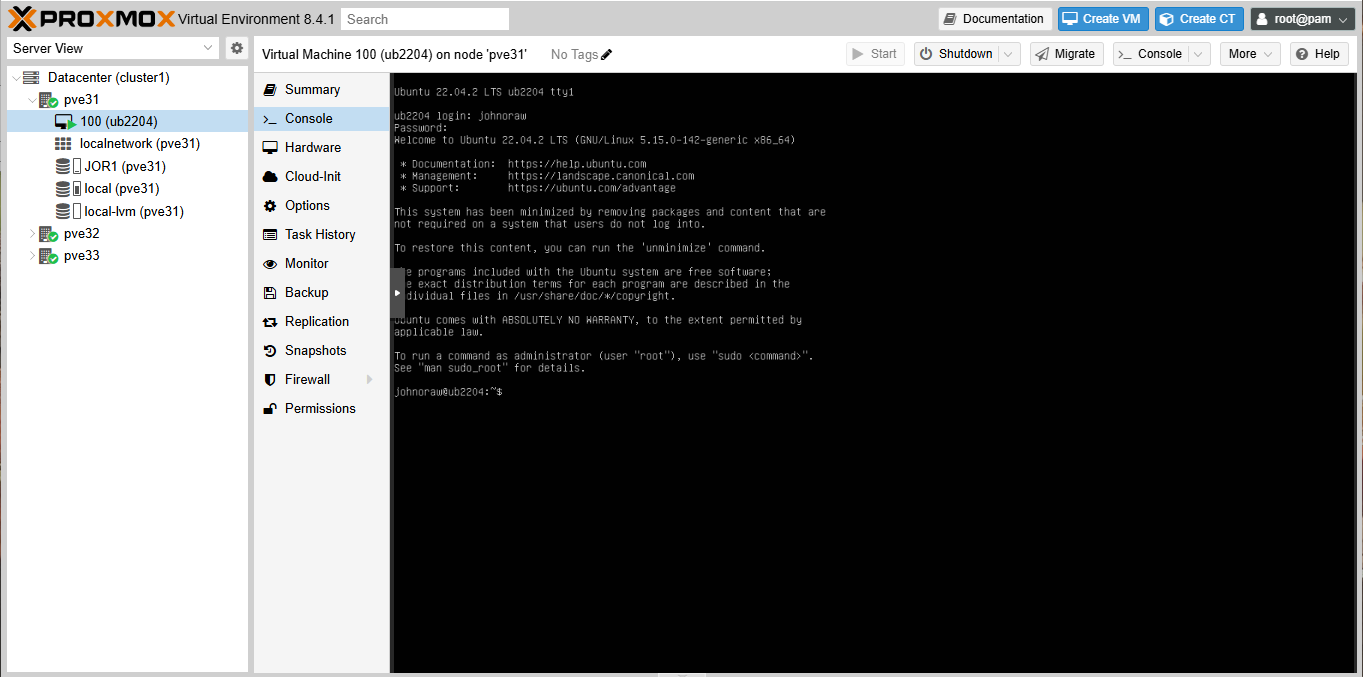 PROXMOX Virtual Environment 8.4.1 Search Documentation Create VM Create CT root@pam
Server View
Virtual Machine 100 (ub2204) on node 'pve31' No Tags Start Shutdown Migrate >_ Console More Help
Datacenter (cluster1)
pve31
100 (ub2204)
localnetwork (pve31)
JOR1 (pve31)
local (pve31)
local-lvm (pve31)
pve32
pve33
Summary
>_ Console
Hardware
Cloud-Init
Options
Task History
Monitor
Backup
Replication
Snapshots
Firewall
Permissions
Ubuntu 22.04.2 LTS ub2204 tty1
ub2204 login: johnoraw
Password:
Welcome to Ubuntu 22.04.2 LTS (GNU/Linux 5.15.0-142-generic x86_64)
* Documentation: https://help.ubuntu.com
* Management: https://landscape.canonical.com
* Support: https://ubuntu.com/advantage
This system has been minimized by removing packages and content that are
not required on a system that users do not log into.
To restore this content, you can run the 'unminimize' command.
programs included with the Ubuntu system are free software;
exact distribution terms for each program are described in the
dividual files in /usr/share/doc/*/copyright.
Ubuntu comes with ABSOLUTELY NO WARRANTY, to the extent permitted by
applicable law.
To run a command as administrator (user "root"), use "sudo <command>".
See "man sudo_root" for details.
johnoraw@ub2204:~$